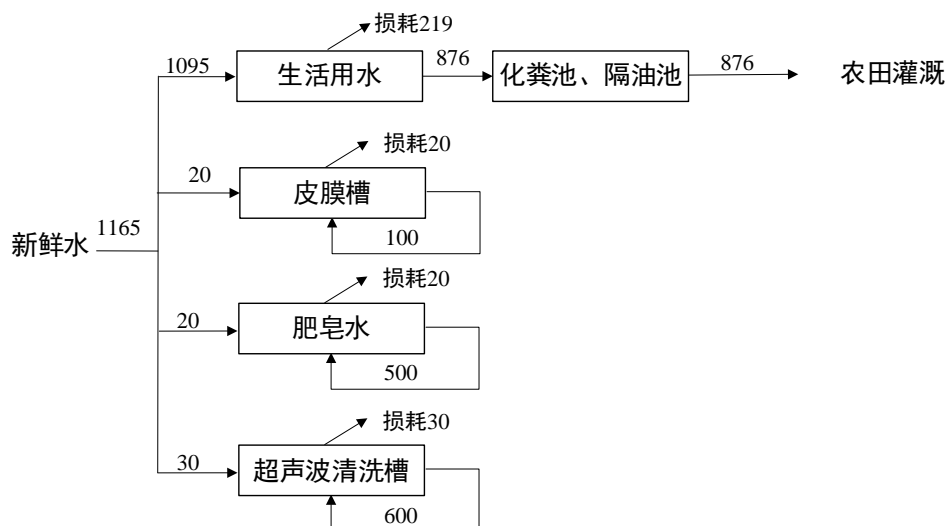 损耗219
1095
生活用水
876
化粪池、隔油池
876
农田灌溉
损耗20
20
皮膜槽
100
新鲜水
1165
损耗20
20
肥皂水
500
损耗30
30
超声波清洗槽
600